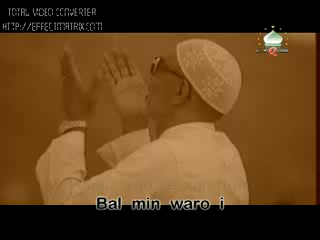 TOTAL VIDEO CONVERTER
HTTP://EFFECTMATRIX.COM
Bal min waro i